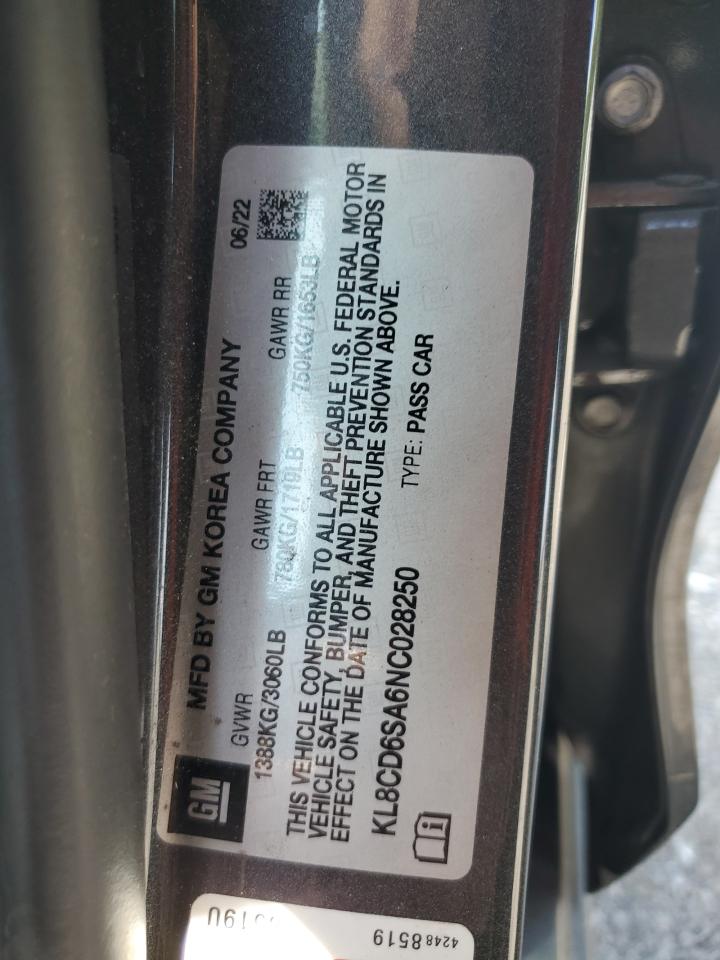 GM
MFD BY GM KOREA COMPANY 06/22
GVWR GAWR FRT GAWR RR
1388KG/3060LB 780KG/1719LB 750KG/1653LB
THIS VEHICLE CONFORMS TO ALL APPLICABLE U.S. FEDERAL MOTOR
VEHICLE SAFETY, BUMPER, AND THEFT PREVENTION STANDARDS IN
EFFECT ON THE DATE OF MANUFACTURE SHOWN ABOVE.
KL8CD6SA6NC028250 TYPE: PASS CAR
42488519